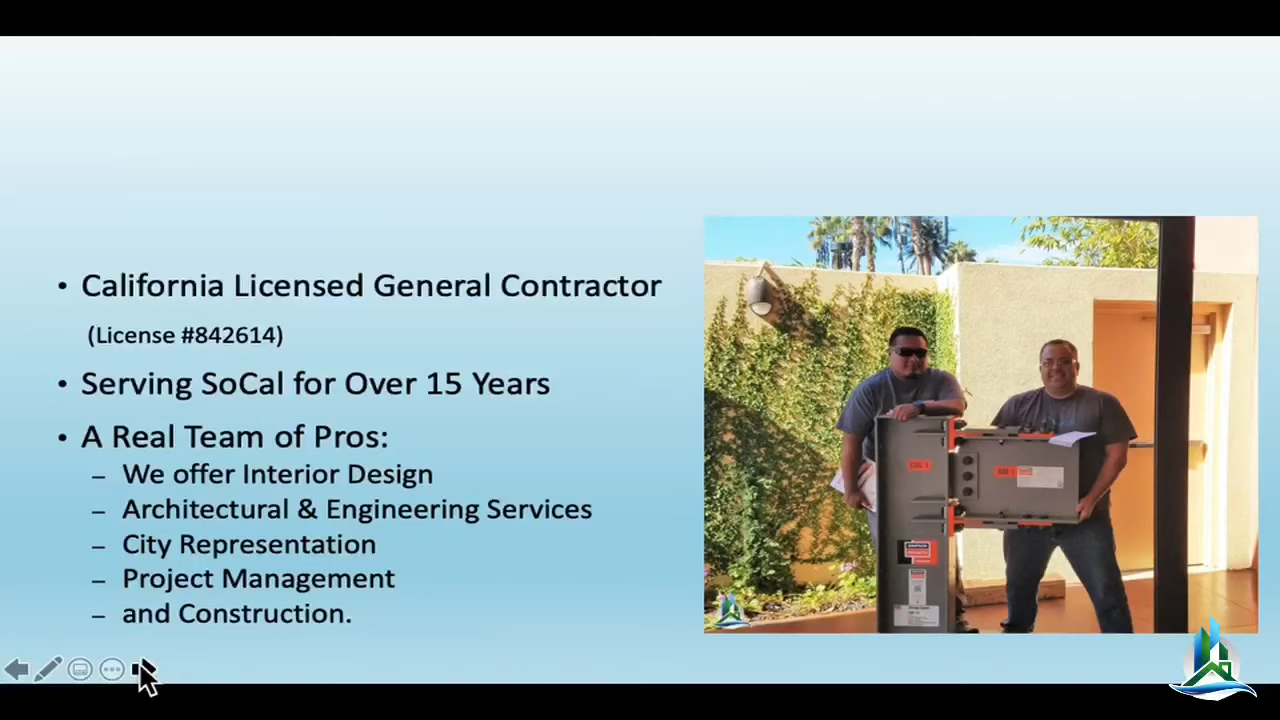 • California Licensed General Contractor
(License #842614)
• Serving SoCal for Over 15 Years
• A Real Team of Pros:
– We offer Interior Design
– Architectural & Engineering Services
– City Representation
– Project Management
– and Construction.